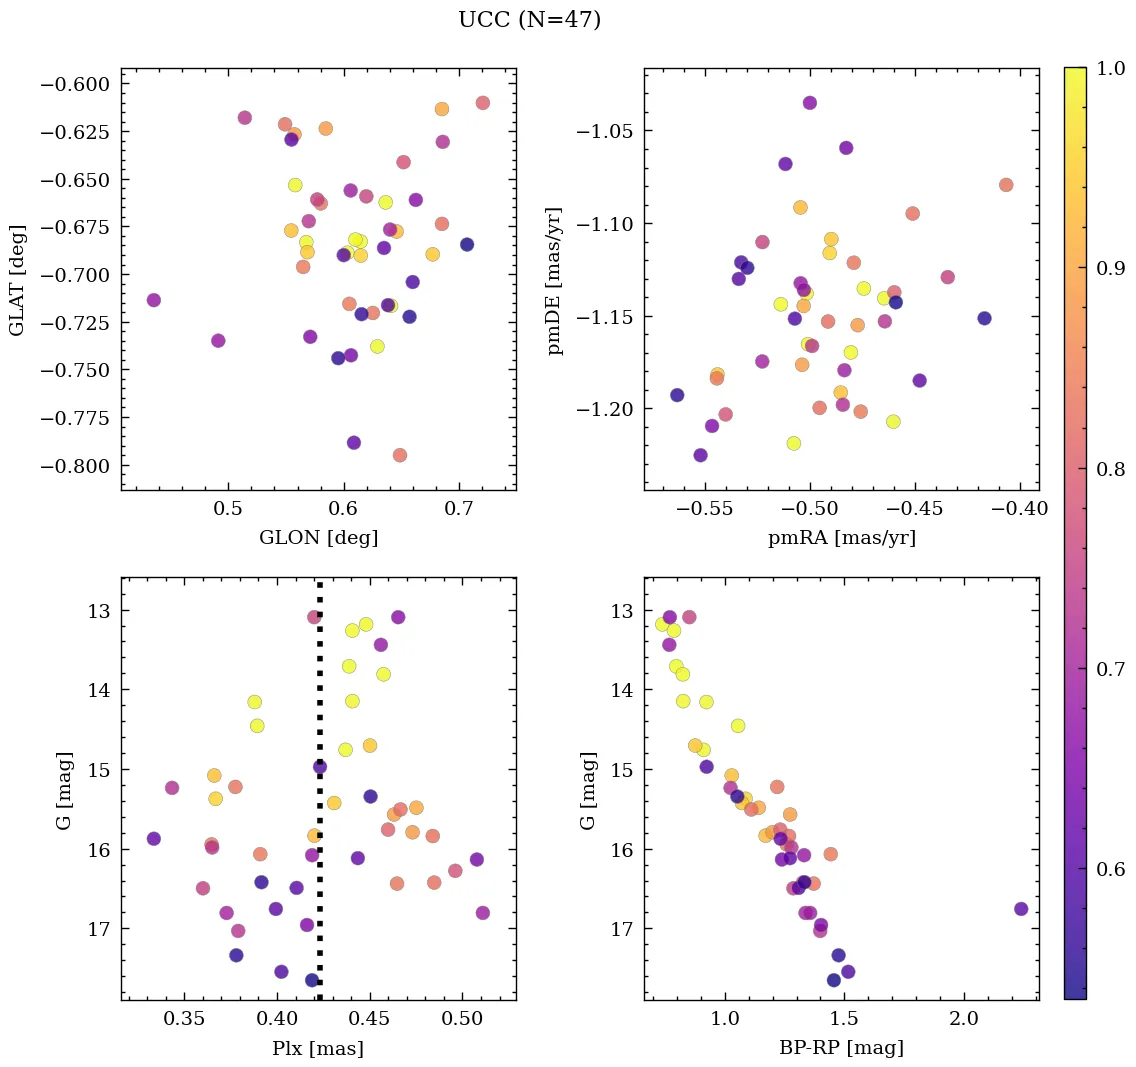 UCC (N=47)
−0.600
−0.625
−0.650
−0.675
−0.700
−0.725
−0.750
−0.775
−0.800
GLAT [deg]
0.5 0.6 0.7
GLON [deg]
−1.05
−1.10
−1.15
−1.20
pmDE [mas/yr]
−0.55 −0.50 −0.45 −0.40
pmRA [mas/yr]
1.0
0.9
0.8
0.7
0.6
13
14
15
16
17
G [mag]
0.35 0.40 0.45 0.50
Plx [mas]
13
14
15
16
17
G [mag]
1.0 1.5 2.0
BP-RP [mag]